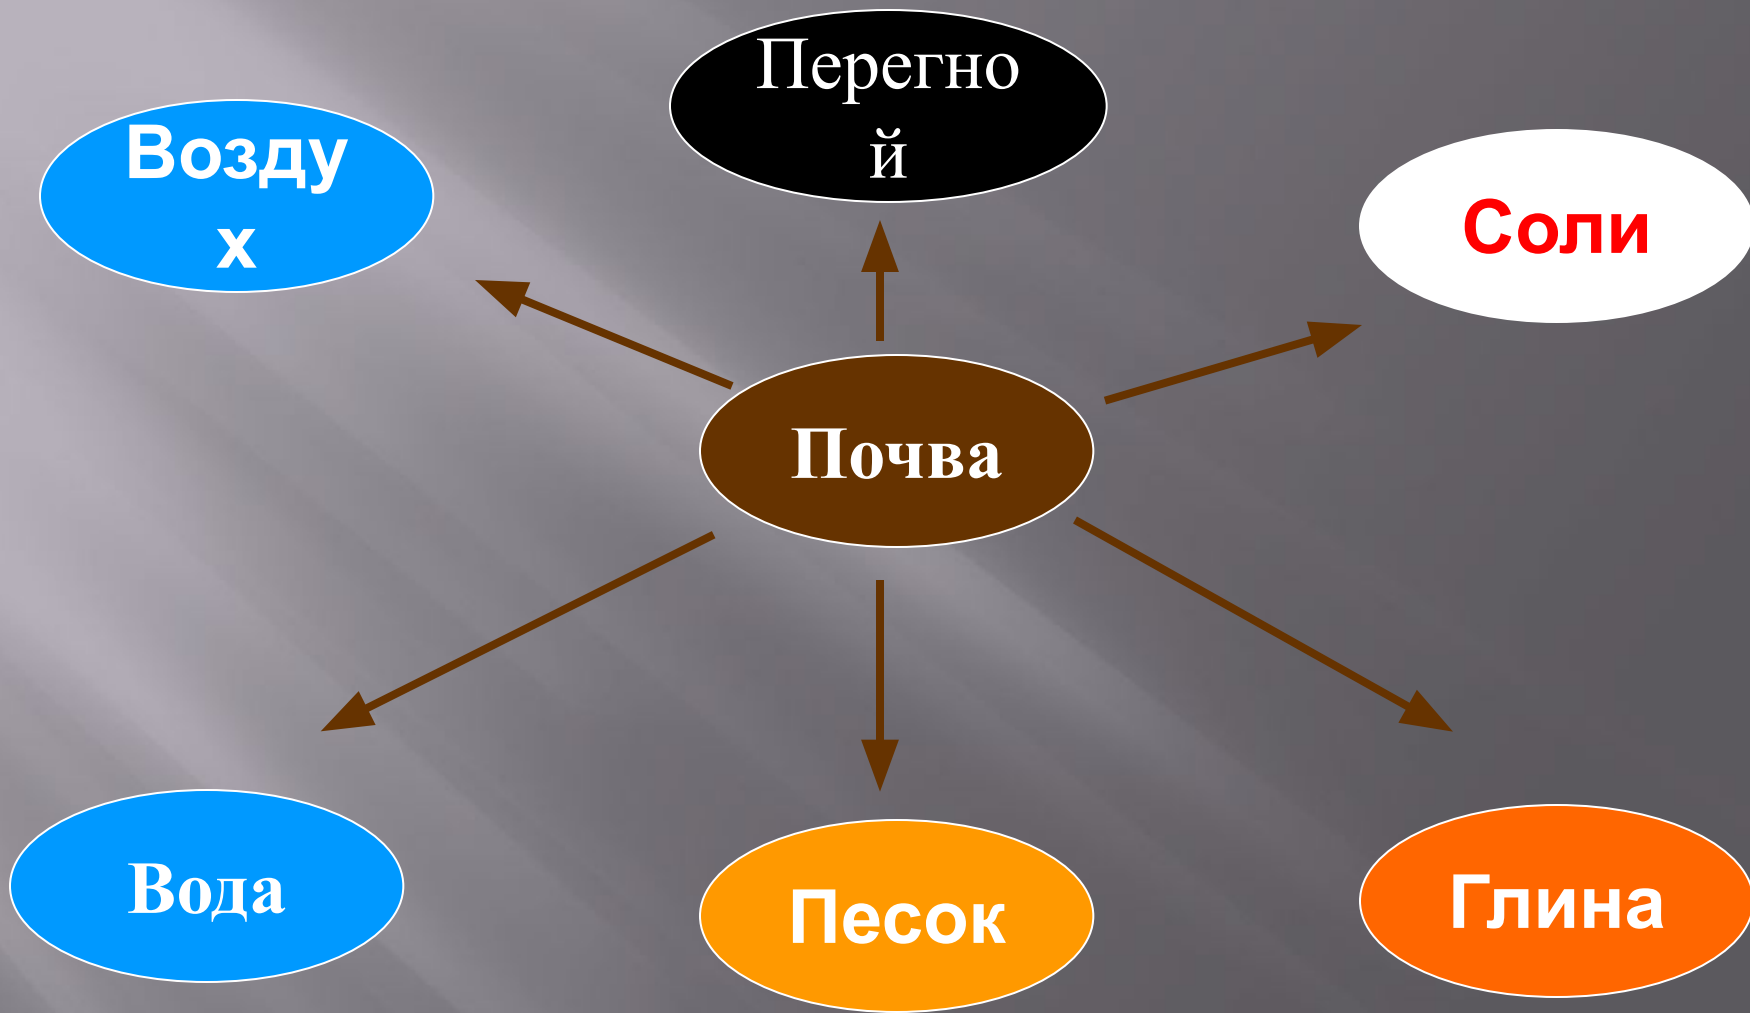 Перегно
й
Возду
х
Соли
Почва
Вода
Песок
Глина